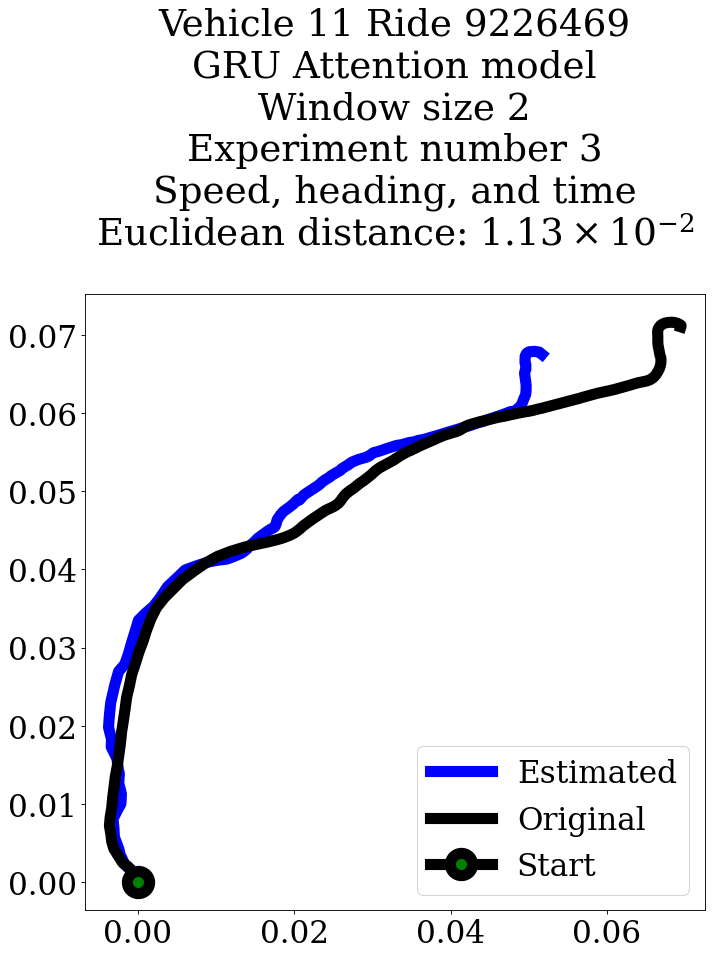 Vehicle 11 Ride 9226469
GRU Attention model
Window size 2
Experiment number 3
Speed, heading, and time
Euclidean distance: 1.13 × 10⁻²
0.07
0.06
0.05
0.04
0.03
0.02
0.01
0.00
Estimated
Original
Start
0.00 0.02 0.04 0.06